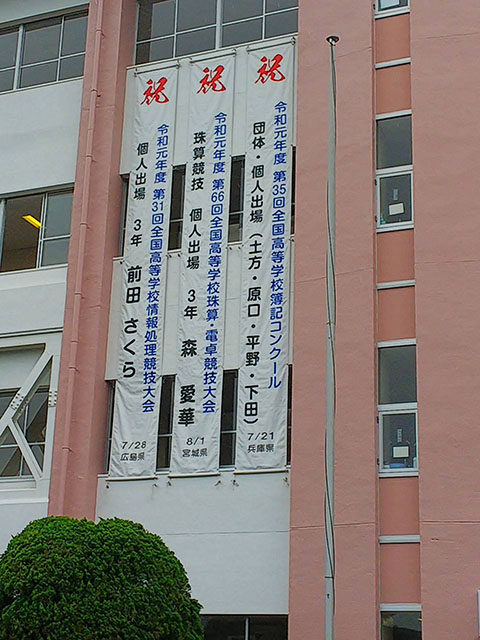 祝
令和元年度 第35回全国高等学校簿記コンクール
団体・個人出場(土方・原口・平野・下田)
7/21
兵庫県
祝
令和元年度 第66回全国高等学校珠算・電卓競技大会
珠算競技 個人出場 3年 森 愛華
8/1
宮城県
祝
令和元年度 第31回全国高等学校情報処理競技大会
個人出場 3年 前田 さくら
7/28
広島県